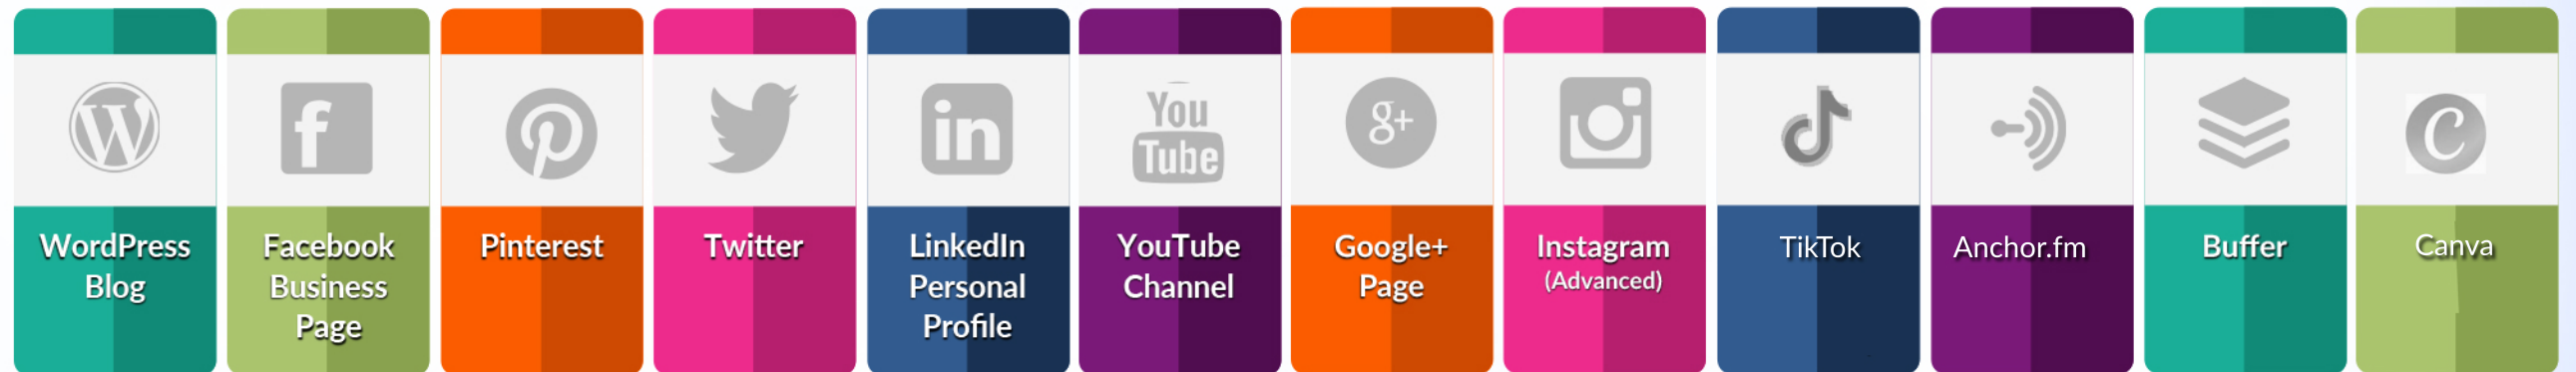 You
Tube
g+
in
f
W
C
WordPress
Blog
Facebook
Business
Page
Pinterest
Twitter
LinkedIn
Personal
Profile
YouTube
Channel
Google+
Page
Instagram
(Advanced)
TikTok
Anchor.fm
Buffer
Canva